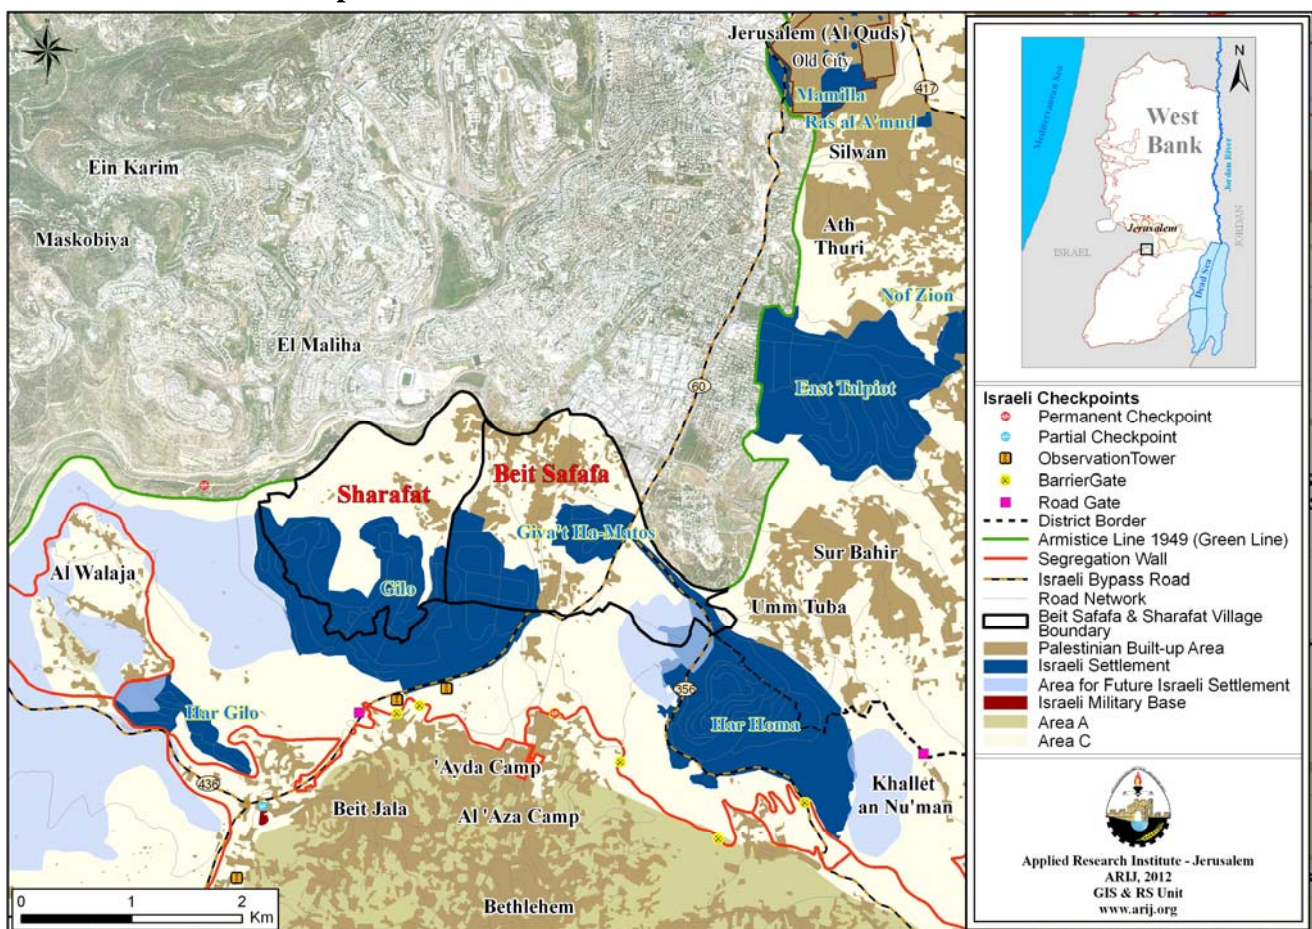 Jerusalem (Al Quds)
Old City
417
Mamilla
Ras al A'mud
Silwan
Ein Karim
Ath
Thuri
Maskobiya
Nof Zion
El Maliha
60
East Talpiot
Beit Safafa
Sharafat
Giva't Ha-Matos
Sur Bahir
Al Walaja
Gilo
Umm Tuba
356
Har Gilo
Har Homa
436
'Ayda Camp
Khallet
an Nu'man
Beit Jala
Al 'Aza Camp
Bethlehem
0 1 2
Km
N
Mediterranean Sea
West
Bank
Jordan River
Jerusalem
ISRAEL
JORDAN
Dead Sea
Israeli Checkpoints
Permanent Checkpoint
Partial Checkpoint
ObservationTower
BarrierGate
Road Gate
District Border
Armistice Line 1949 (Green Line)
Segregation Wall
Israeli Bypass Road
Road Network
Beit Safafa & Sharafat Village
Boundary
Palestinian Built-up Area
Israeli Settlement
Area for Future Israeli Settlement
Israeli Military Base
Area A
Area C
Applied Research Institute - Jerusalem
ARIJ, 2012
GIS & RS Unit
www.arij.org